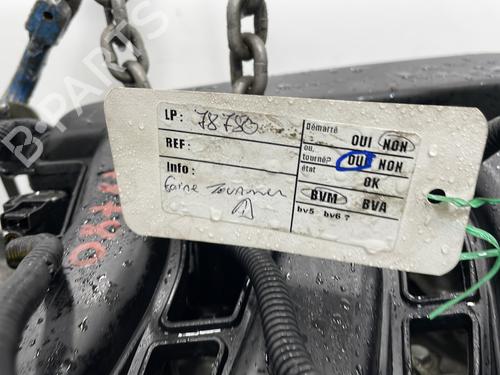 B-PARTS
LP: 78780
REF:
Info:
Faire Tourner
A
Démarré
OUI NON
ou
tourné? OUI NON
état
OK
BVM BVA
bv5 bv6 ?